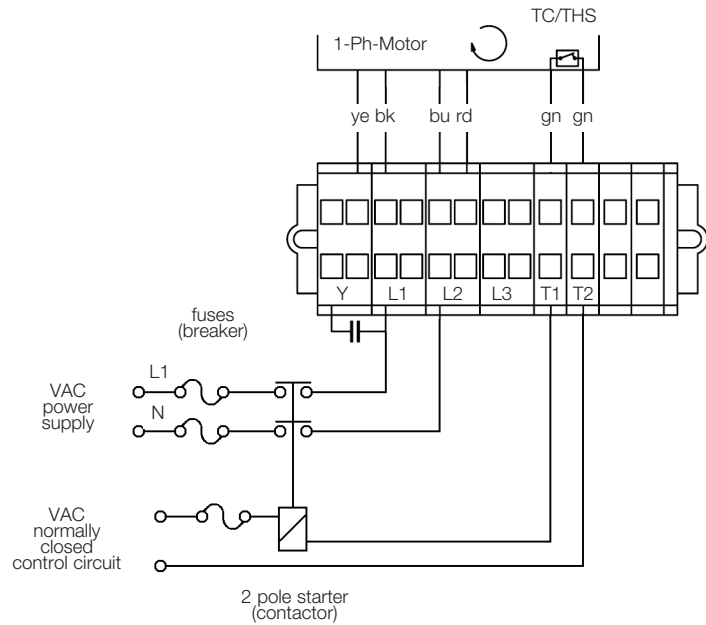 TC/THS
1-Ph-Motor
ye bk bu rd gn gn
Y L1 L2 L3 T1 T2
fuses
(breaker)
L1
VAC
power
supply
N
VAC
normally
closed
control circuit
2 pole starter
(contactor)